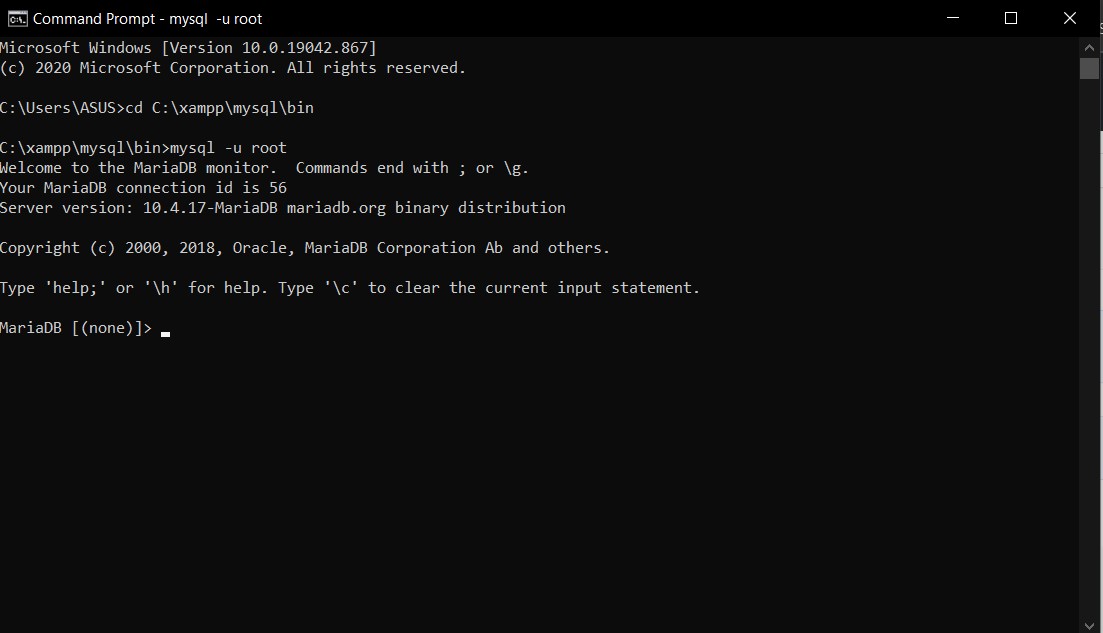 Command Prompt - mysql  -u root
Microsoft Windows [Version 10.0.19042.867]
(c) 2020 Microsoft Corporation. All rights reserved.
C:\Users\ASUS>cd C:\xampp\mysql\bin
C:\xampp\mysql\bin>mysql -u root
Welcome to the MariaDB monitor.  Commands end with ; or \g.
Your MariaDB connection id is 56
Server version: 10.4.17-MariaDB mariadb.org binary distribution
Copyright (c) 2000, 2018, Oracle, MariaDB Corporation Ab and others.
Type 'help;' or '\h' for help. Type '\c' to clear the current input statement.
MariaDB [(none)]>